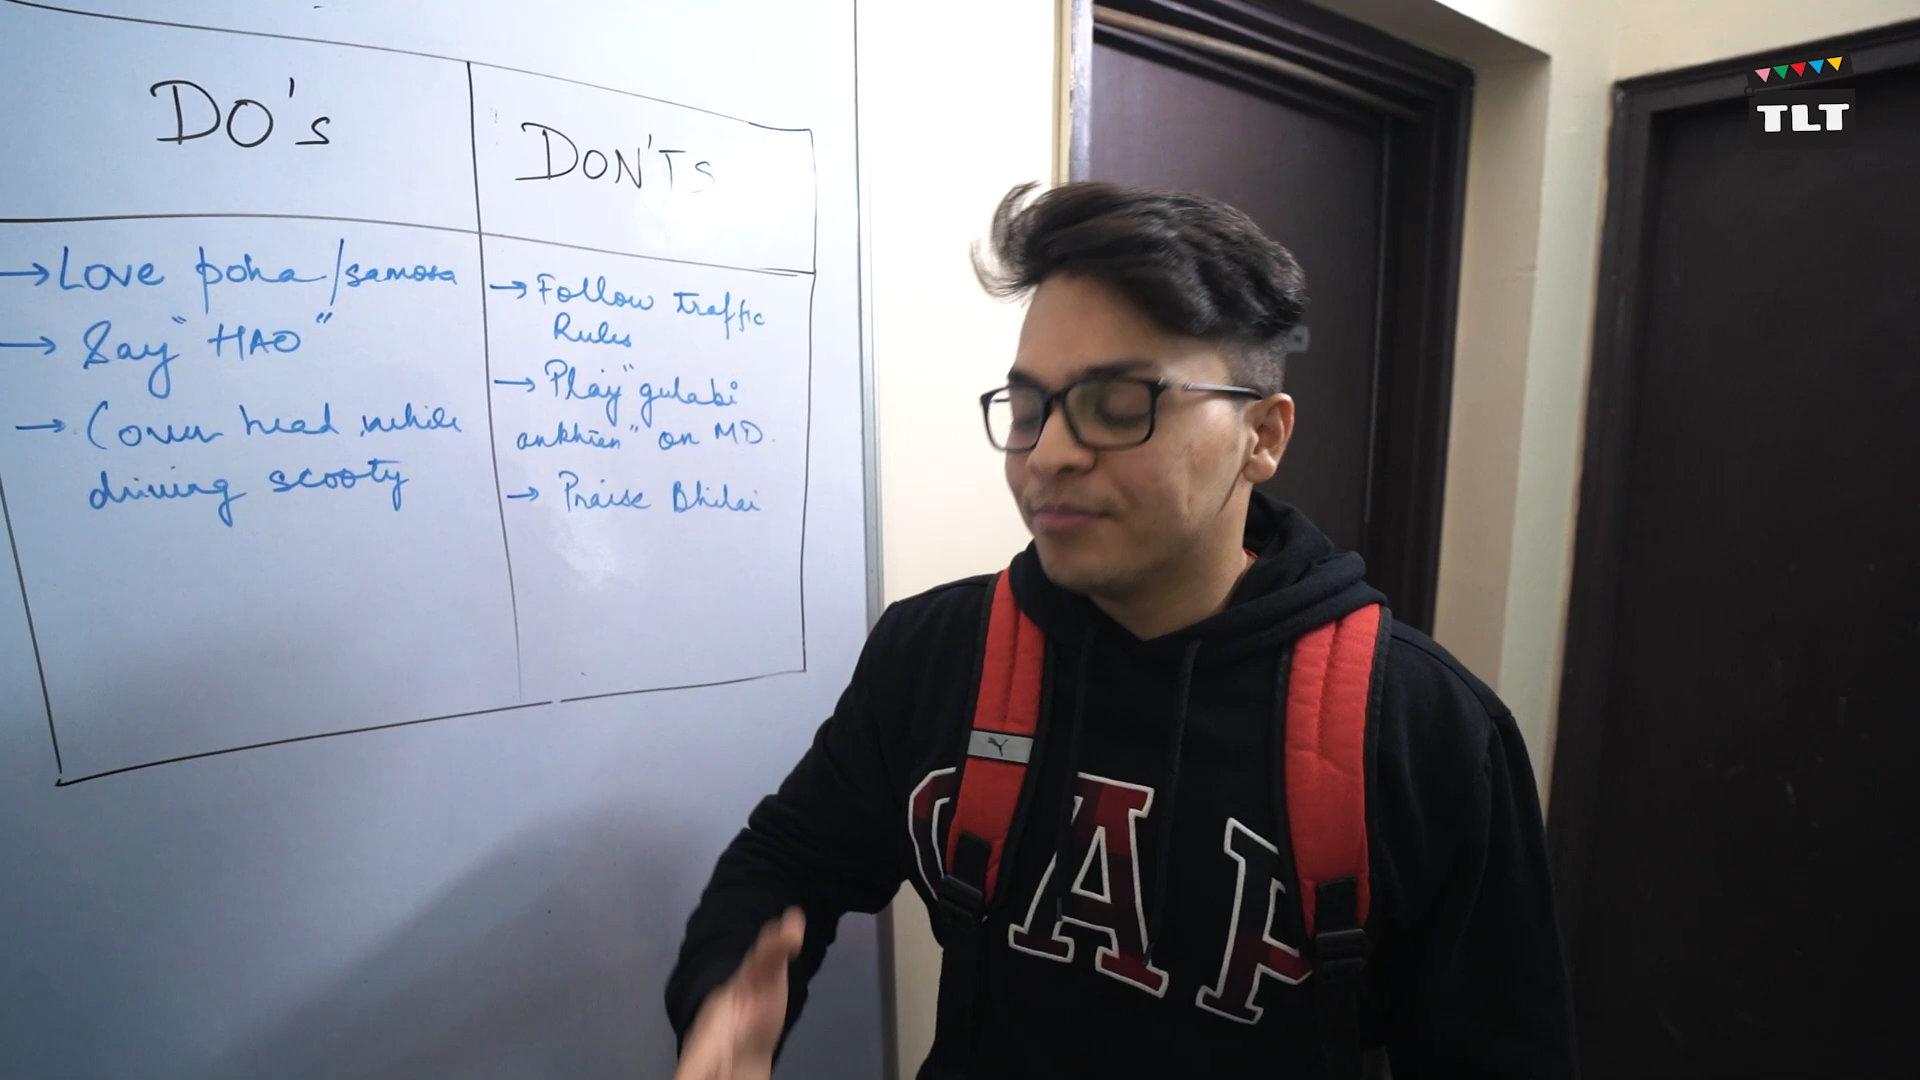 DO's
DON'TS
→ Love poha/samosa
→ Say "HAO"
→ Cover head while
driving scooty
→ Follow traffic
Rules
→ Play "gulabi
ankhien" on MD.
→ Praise Bhilai
TLT
GAP